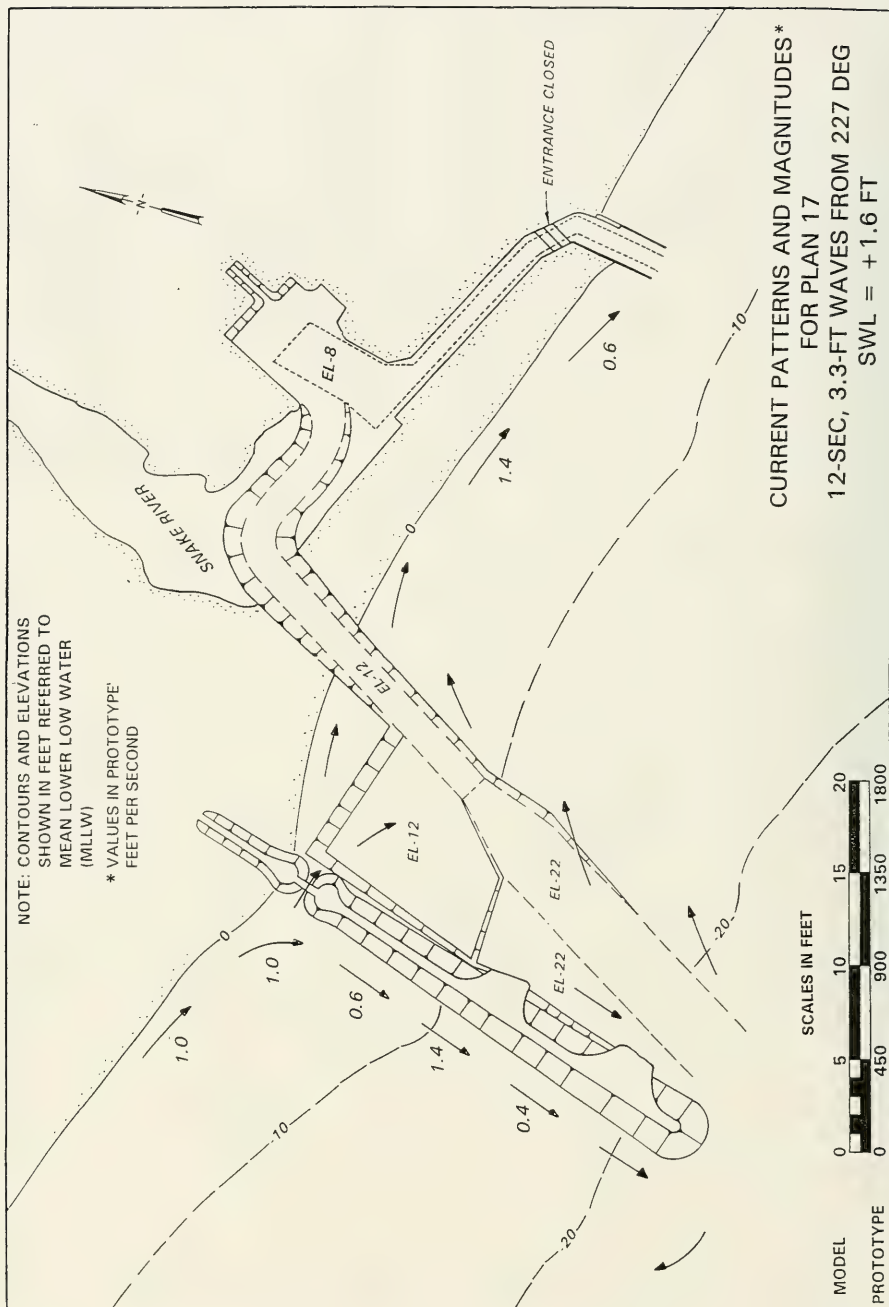 NOTE: CONTOURS AND ELEVATIONS
SHOWN IN FEET REFERRED TO
MEAN LOWER LOW WATER
(MLLW)
* VALUES IN PROTOTYPE
FEET PER SECOND
-N-
SNAKE RIVER
ENTRANCE CLOSED
EL-8
EL-12
EL-12
EL-22
EL-22
0
0
1.0
1.0
0.6
1.4
0.4
1.4
0.6
-10
-10
-20
-20
CURRENT PATTERNS AND MAGNITUDES*
FOR PLAN 17
12-SEC, 3.3-FT WAVES FROM 227 DEG
SWL = +1.6 FT
SCALES IN FEET
MODEL 0 5 10 15 20
PROTOTYPE 0 450 900 1350 1800